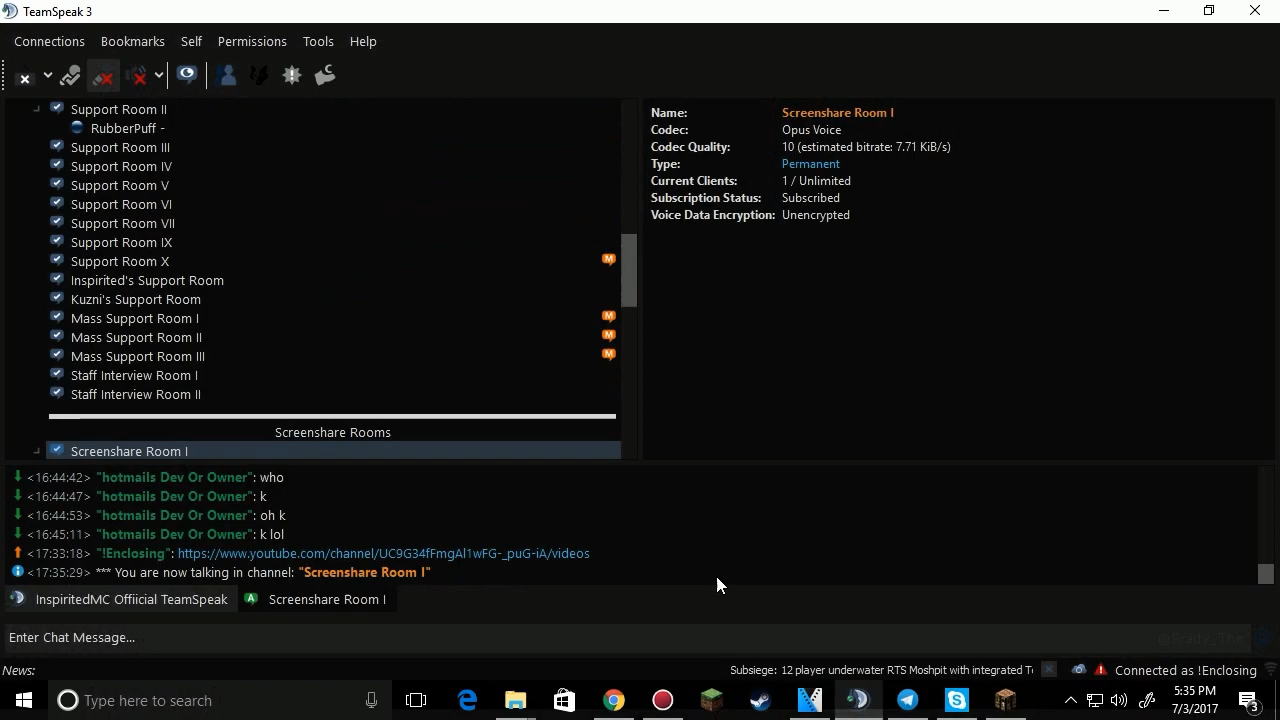 TeamSpeak 3
Connections Bookmarks Self Permissions Tools Help
Support Room II
RubberPuff -
Support Room III
Support Room IV
Support Room V
Support Room VI
Support Room VII
Support Room IX
Support Room X
M
Inspirited's Support Room
Kuzni's Support Room
Mass Support Room I
M
Mass Support Room II
M
Mass Support Room III
M
Staff Interview Room I
Staff Interview Room II
Screenshare Rooms
Screenshare Room I
Name: Screenshare Room I
Codec: Opus Voice
Codec Quality: 10 (estimated bitrate: 7.71 KiB/s)
Type: Permanent
Current Clients: 1 / Unlimited
Subscription Status: Subscribed
Voice Data Encryption: Unencrypted
<16:44:42> "hotmails Dev Or Owner": who
<16:44:47> "hotmails Dev Or Owner": k
<16:44:53> "hotmails Dev Or Owner": oh k
<16:45:11> "hotmails Dev Or Owner": k lol
<17:33:18> "!Enclosing": https://www.youtube.com/channel/UC9G34fFmgAl1wFG-_puG-iA/videos
<17:35:29> *** You are now talking in channel: "Screenshare Room I"
InspiritedMC Offiicial TeamSpeak
A Screenshare Room I
Enter Chat Message...
News: Subsiege: 12 player underwater RTS Moshpit with integrated Connected as !Enclosing
Type here to search
5:35 PM
7/3/2017
3